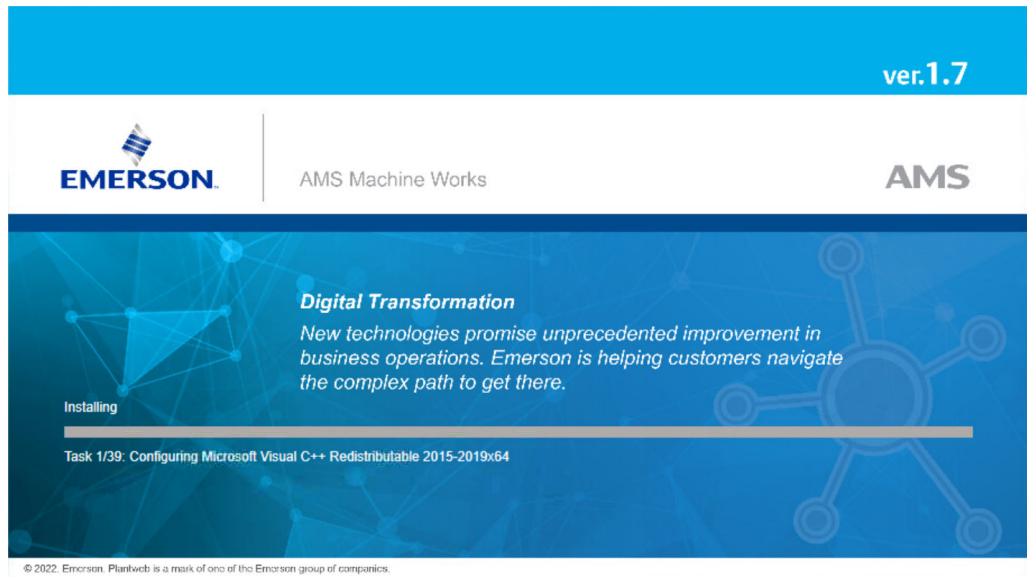 ver.1.7
EMERSON.
AMS Machine Works
AMS
Digital Transformation
New technologies promise unprecedented improvement in
business operations. Emerson is helping customers navigate
the complex path to get there.
Installing
Task 1/39: Configuring Microsoft Visual C++ Redistributable 2015-2019x64
© 2022. Emerson. Plantweb is a mark of one of the Emerson group of companies.